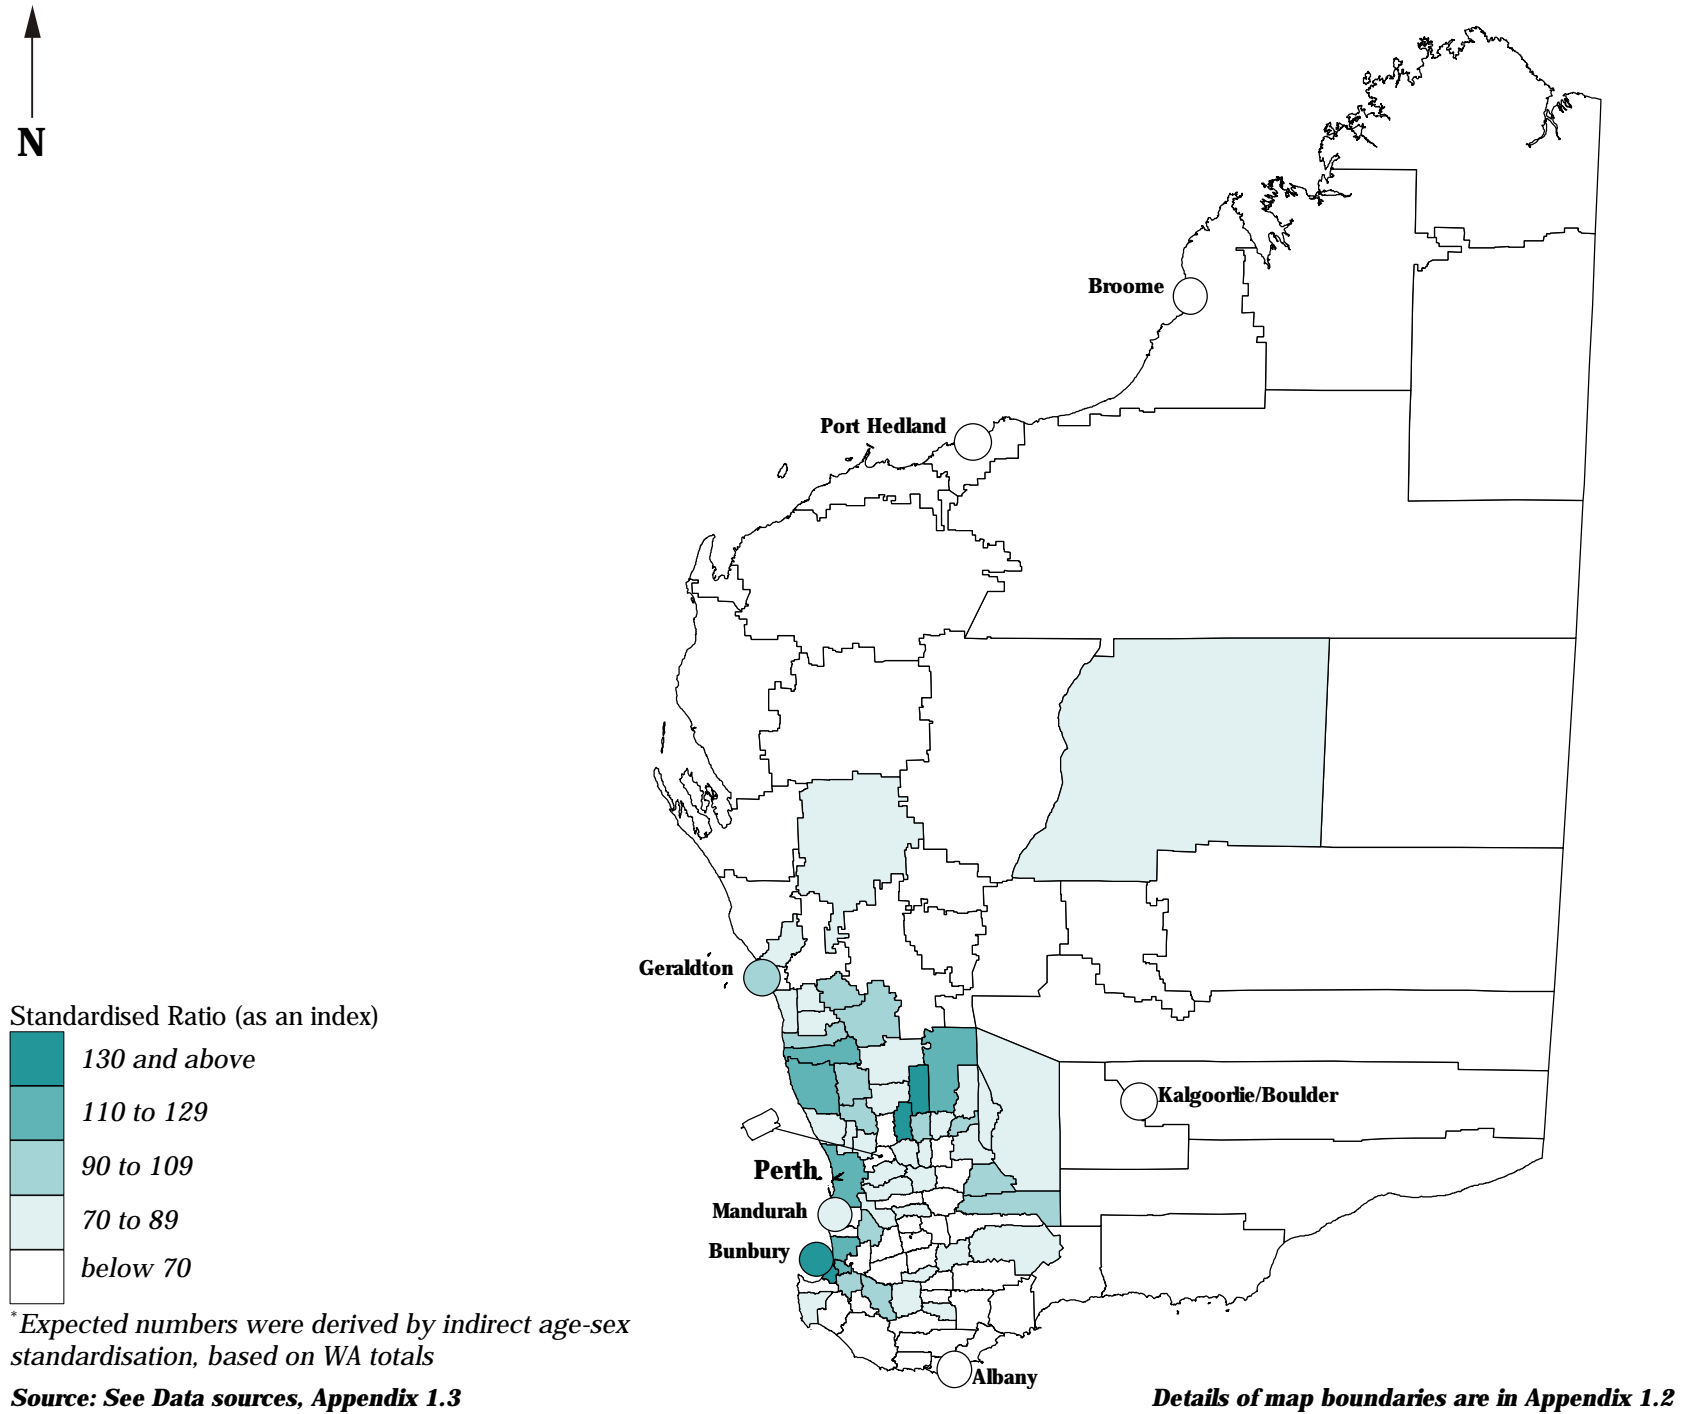 N
Broome
Port Hedland
Geraldton
Standardised Ratio (as an index)
130 and above
110 to 129
90 to 109
70 to 89
below 70
Kalgoorlie/Boulder
Perth
Mandurah
Bunbury
*Expected numbers were derived by indirect age-sex
standardisation, based on WA totals
Albany
Source: See Data sources, Appendix 1.3
Details of map boundaries are in Appendix 1.2